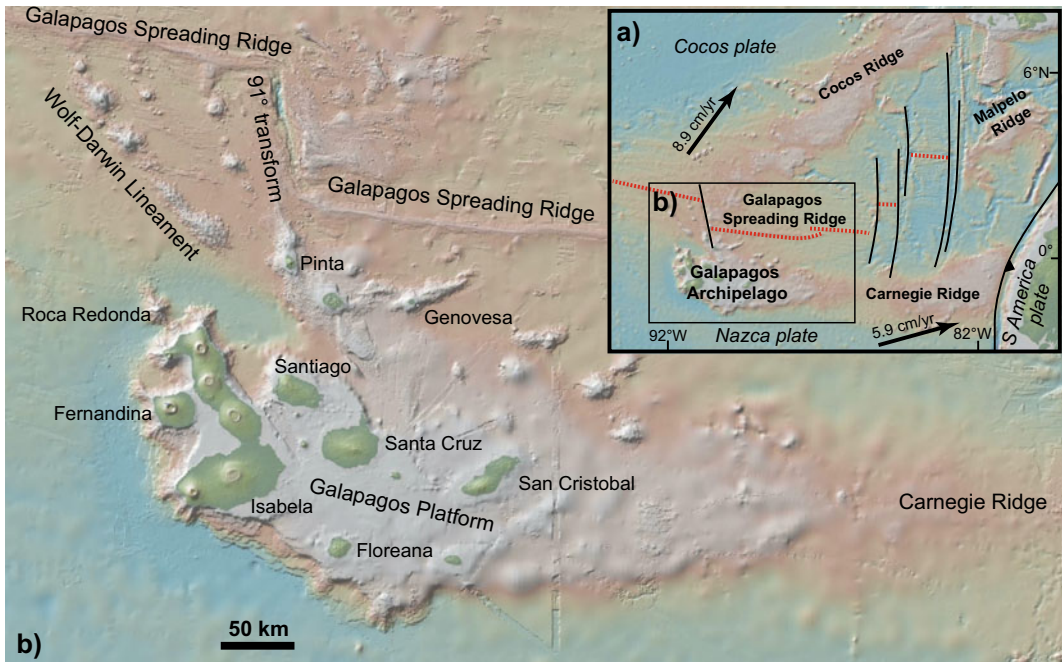 Galapagos Spreading Ridge
Wolf-Darwin Lineament
91° transform
Galapagos Spreading Ridge
Pinta
Genovesa
Roca Redonda
Santiago
Fernandina
Santa Cruz
San Cristobal
Isabela
Galapagos Platform
Floreana
Carnegie Ridge
b)
50 km
a)
Cocos plate
Cocos Ridge
6°N
Malpelo
Ridge
8.9 cm/yr
b)
Galapagos
Spreading Ridge
0°
Galapagos
Archipelago
Carnegie Ridge
S America
plate
92°W
Nazca plate
5.9 cm/yr
82°W